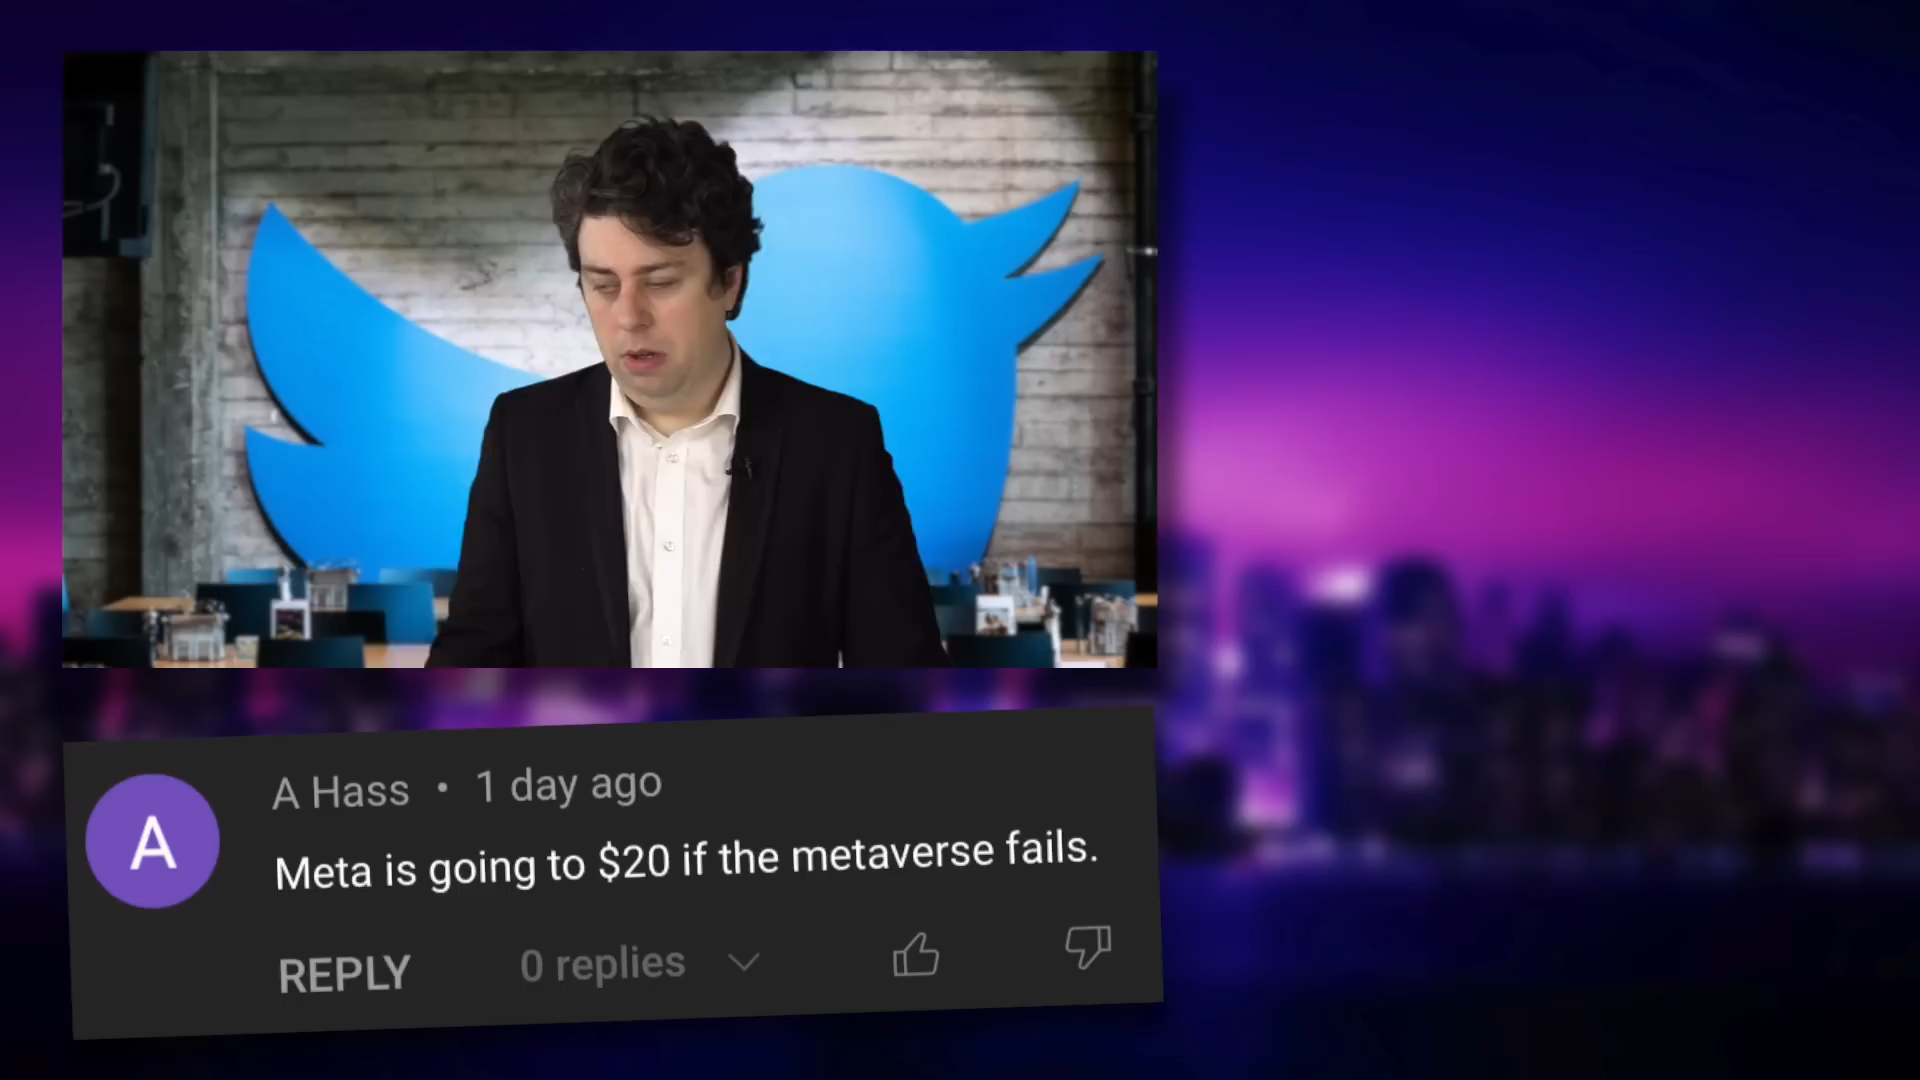 A
A Hass • 1 day ago
Meta is going to $20 if the metaverse fails.
REPLY
0 replies